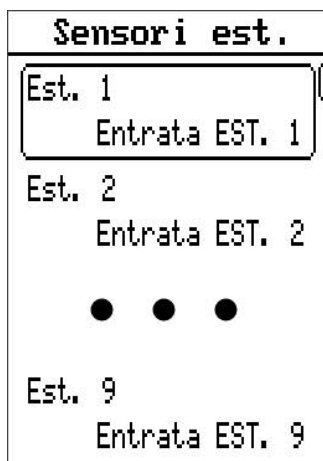 Sensori est.
Est. 1
Entrata EST. 1
Est. 2
Entrata EST. 2
Est. 9
Entrata EST. 9